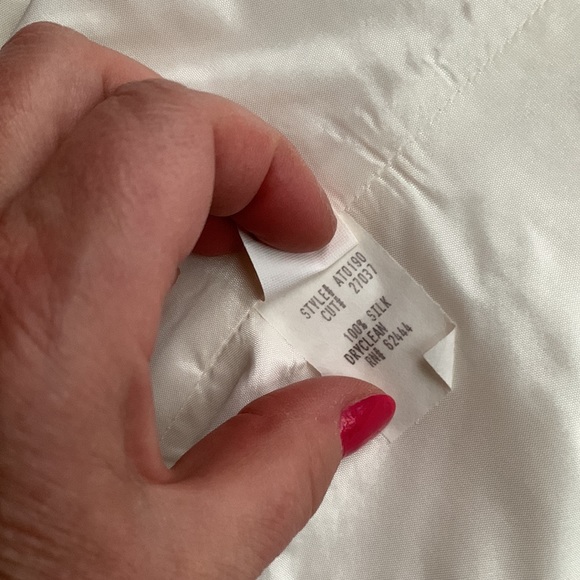 STYLE# AT0190
CUT# 27037
100% SILK
DRYCLEAN
RN# 62444